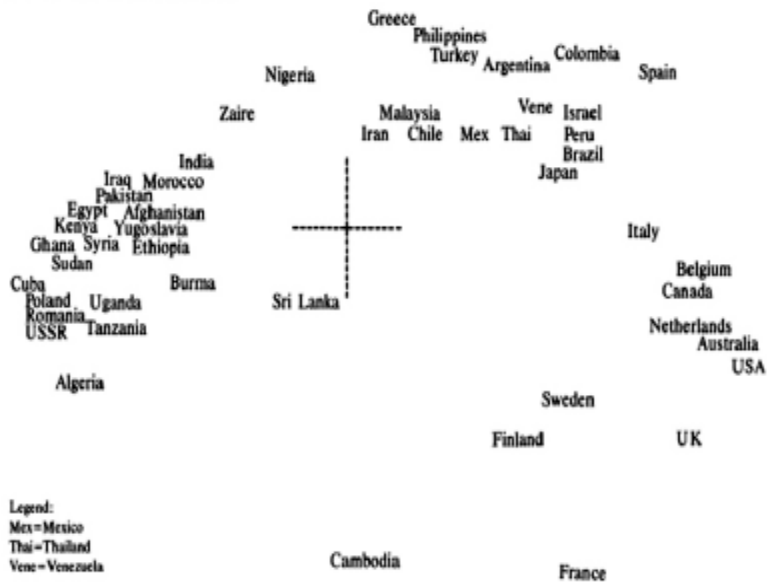 Greece
Philippines
Turkey
Argentina
Colombia
Spain
Nigeria
Zaire
Malaysia
Vene
Israel
Iran
Chile
Mex
Thai
Peru
Brazil
Japan
India
Iraq
Morocco
Pakistan
Egypt
Afghanistan
Kenya
Yugoslavia
Ghana
Syria
Ethiopia
Sudan
Italy
Belgium
Canada
Cuba
Burma
Poland
Uganda
Sri Lanka
Romania
USSR
Tanzania
Netherlands
Australia
USA
Algeria
Sweden
Finland
UK
Legend:
Mex=Mexico
Thai=Thailand
Vene=Venezuela
Cambodia
France